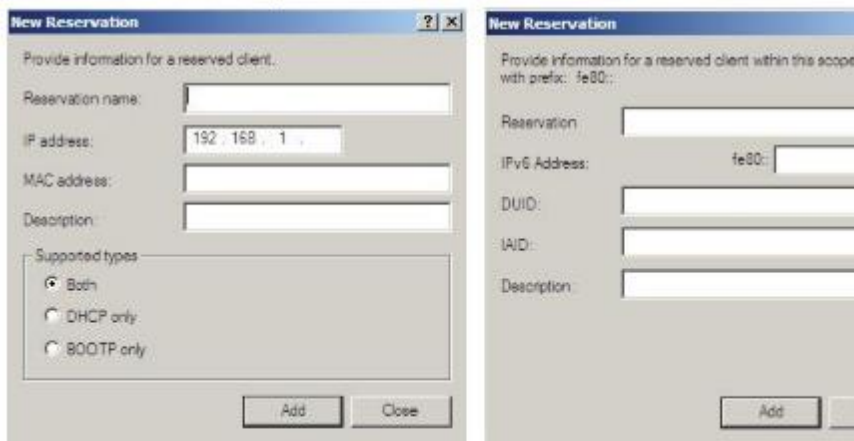 New Reservation
Provide information for a reserved client.
Reservation name:
IP address: 192 . 168 . 1 .
MAC address:
Description:
Supported types
Both
DHCP only
BOOTP only
Add Close
New Reservation
Provide information for a reserved client within this scope
with prefix: fe80::
Reservation
IPv6 Address: fe80::
DUID:
IAID:
Description
Add